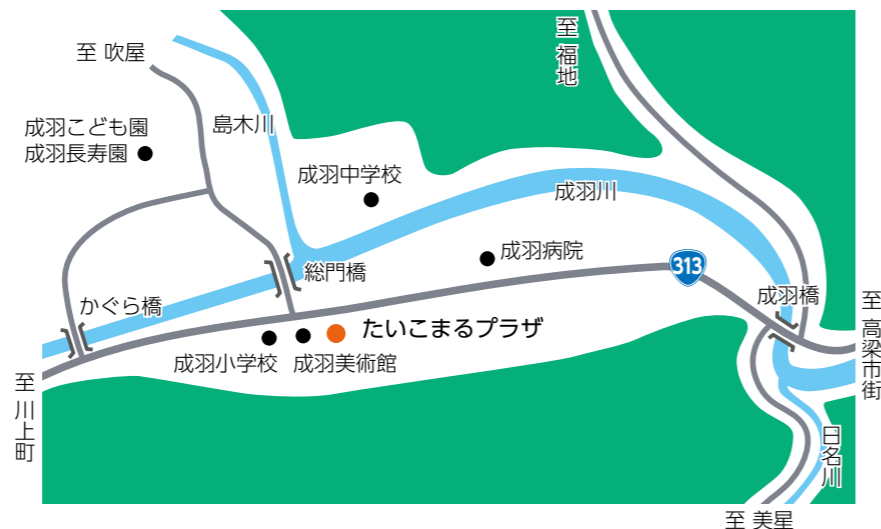 至 吹屋
至 福地
島木川
成羽こども園
成羽長寿園
成羽中学校
成羽川
成羽病院
313
総門橋
かぐら橋
成羽橋
たいこまるプラザ
成羽小学校
成羽美術館
至 高梁市街
至 川上町
日名川
至 美星